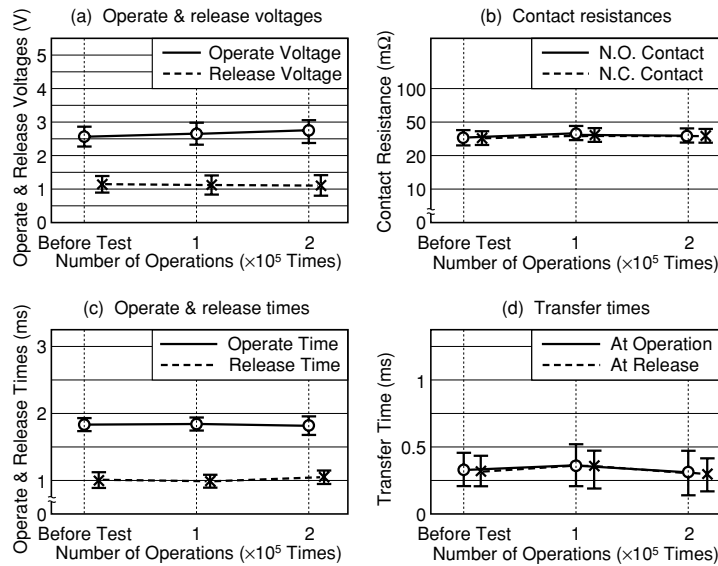 (a) Operate & release voltages
Operate & Release Voltages (V)
5
4
3
2
1
0
Operate Voltage
Release Voltage
Before Test
1
2
Number of Operations (×10⁵ Times)
(b) Contact resistances
Contact Resistance (mΩ)
100
50
20
10
0
N.O. Contact
N.C. Contact
Before Test
1
2
Number of Operations (×10⁵ Times)
(c) Operate & release times
Operate & Release Times (ms)
3
2
1
0
Operate Time
Release Time
Before Test
1
2
Number of Operations (×10⁵ Times)
(d) Transfer times
Transfer Time (ms)
1
0.5
0
At Operation
At Release
Before Test
1
2
Number of Operations (×10⁵ Times)